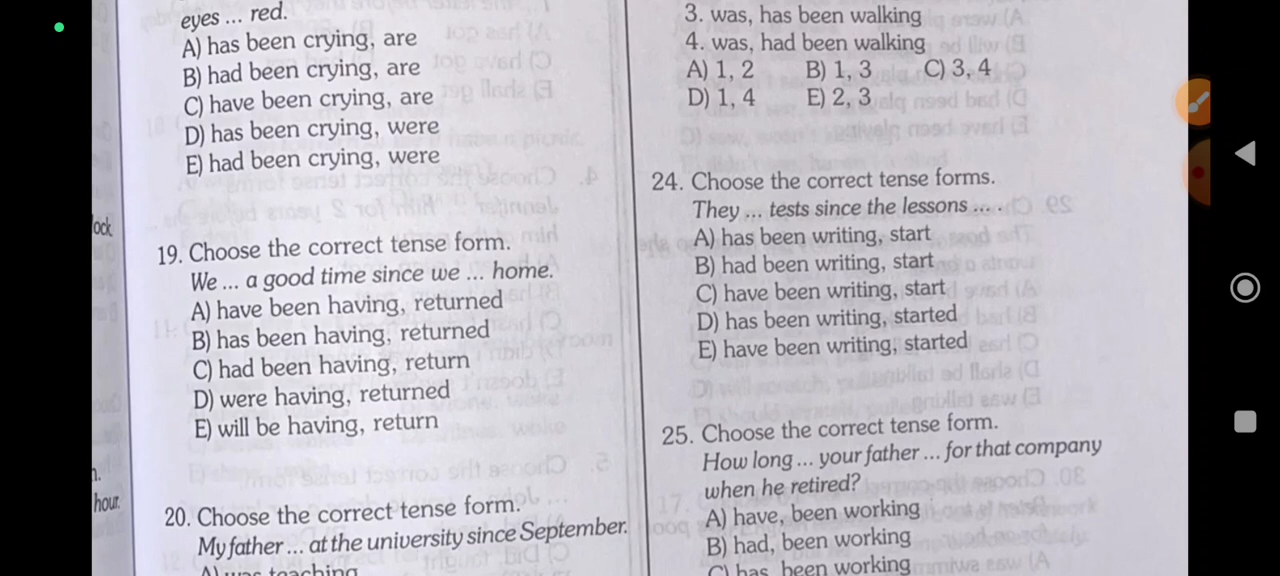 eyes ... red.
A) has been crying, are
B) had been crying, are
C) have been crying, are
D) has been crying, were
E) had been crying, were
19. Choose the correct tense form.
We ... a good time since we ... home.
A) have been having, returned
B) has been having, returned
C) had been having, return
D) were having, returned
E) will be having, return
20. Choose the correct tense form.
My father ... at the university since September.
A) was teaching
3. was, has been walking
4. was, had been walking
A) 1, 2 B) 1, 3 C) 3, 4
D) 1, 4 E) 2, 3
24. Choose the correct tense forms.
They ... tests since the lessons ... .
A) has been writing, start
B) had been writing, start
C) have been writing, start
D) has been writing, started
E) have been writing, started
25. Choose the correct tense form.
How long ... your father ... for that company
when he retired?
A) have, been working
B) had, been working
C) has, been working